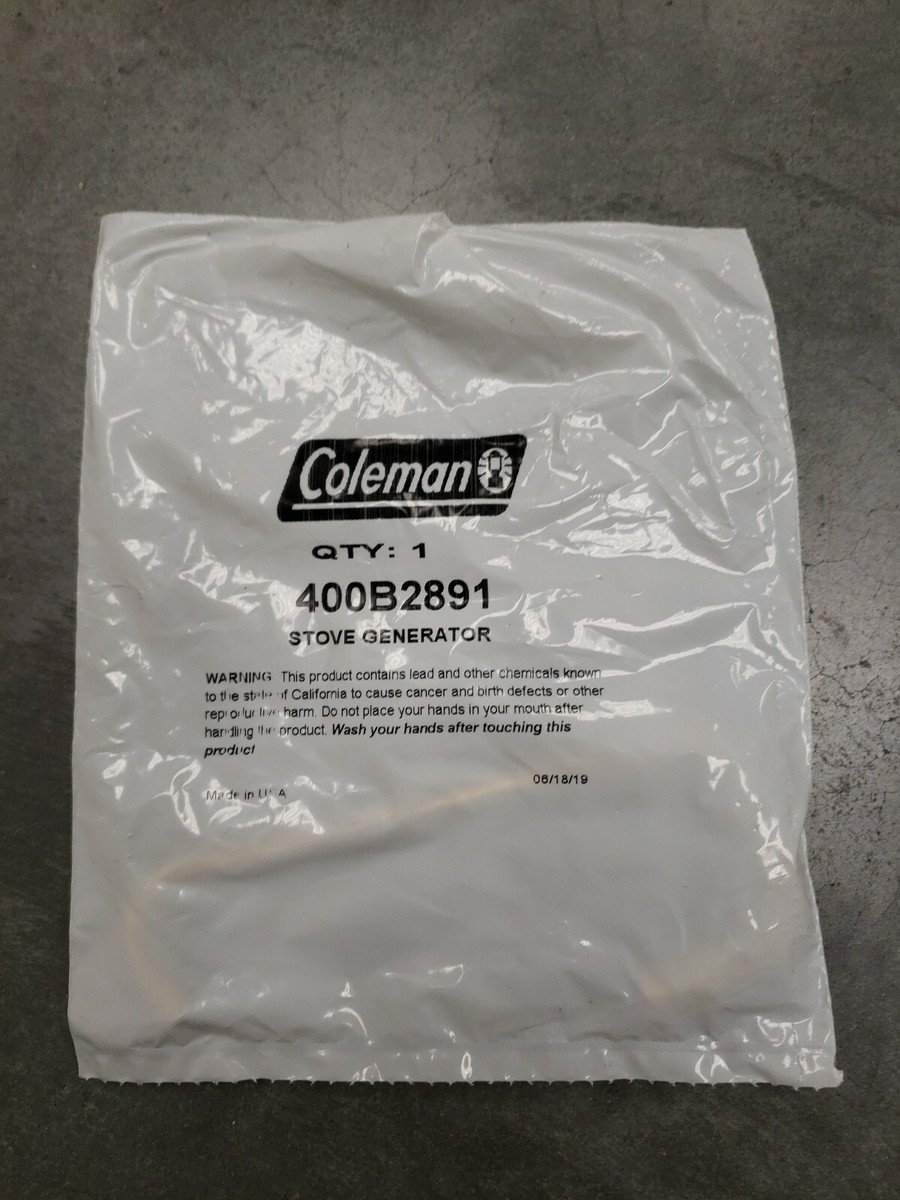 Coleman
QTY: 1
400B2891
STOVE GENERATOR
WARNING This product contains lead and other chemicals known
to the state of California to cause cancer and birth defects or other
reproductive harm. Do not place your hands in your mouth after
handling the product. Wash your hands after touching this
product
06/18/19
Made in U A